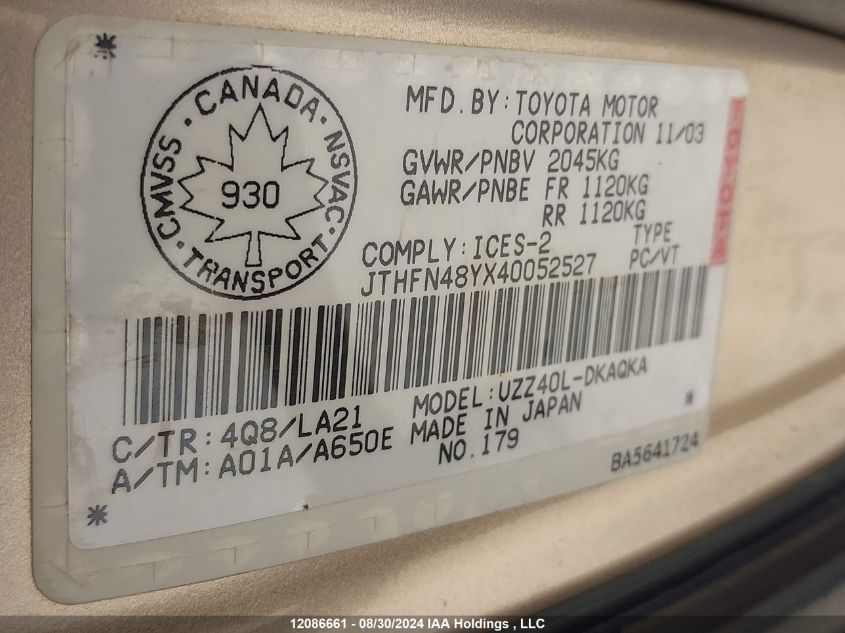 CMVSS · CANADA · NSVAC · TRANSPORT ·
930
MFD. BY: TOYOTA MOTOR
CORPORATION 11/03
GVWR/PNBV 2045KG
GAWR/PNBE FR 1120KG
RR 1120KG
COMPLY: ICES-2
TYPE
JTHFN48YX40052527
PC/VT
MODEL: UZZ40L-DKAQKA
C/TR: 4Q8/LA21
MADE IN JAPAN
A/TM: A01A/A650E
NO. 179
BA5641724
12086661 - 08/30/2024 IAA Holdings , LLC